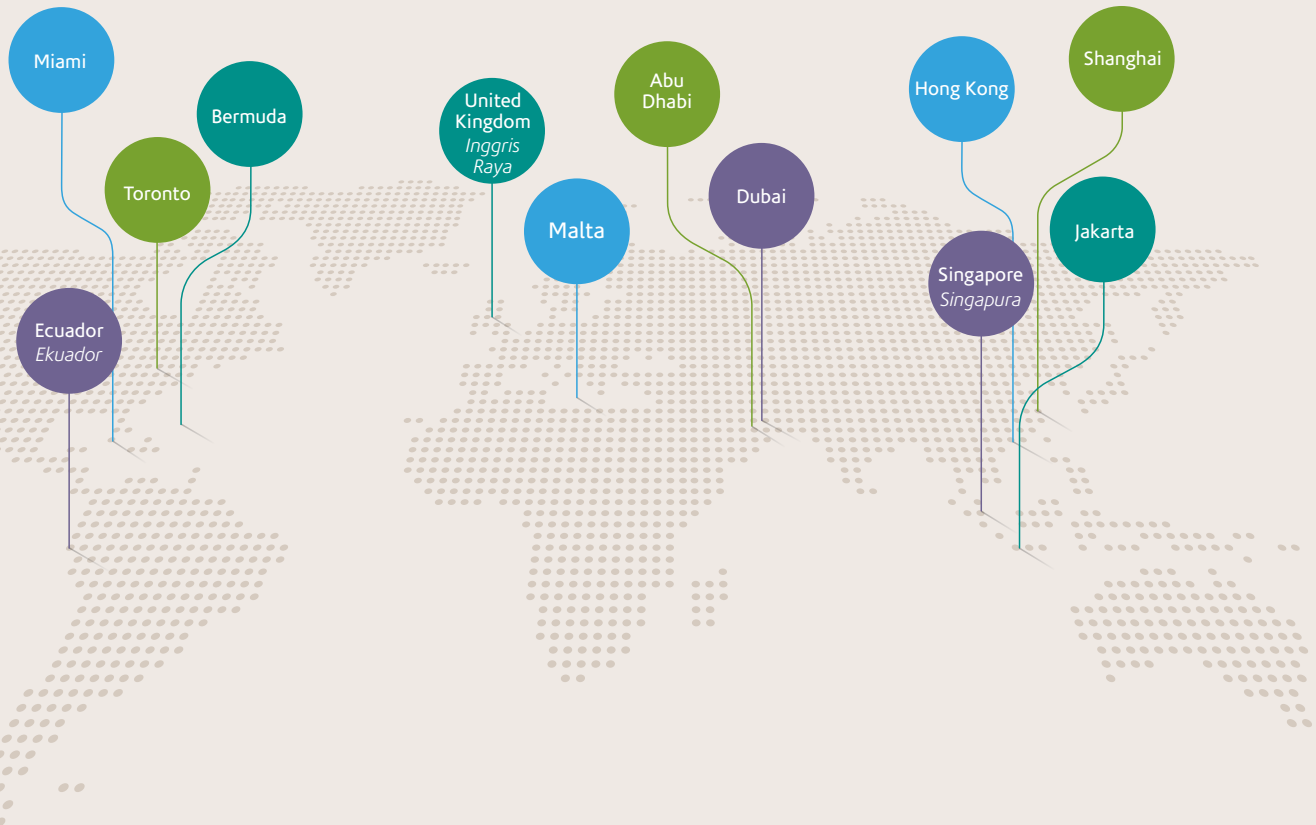 Miami
Bermuda
Toronto
Ecuador
Ekuador
United
Kingdom
Inggris
Raya
Malta
Abu
Dhabi
Dubai
Hong Kong
Shanghai
Singapore
Singapura
Jakarta